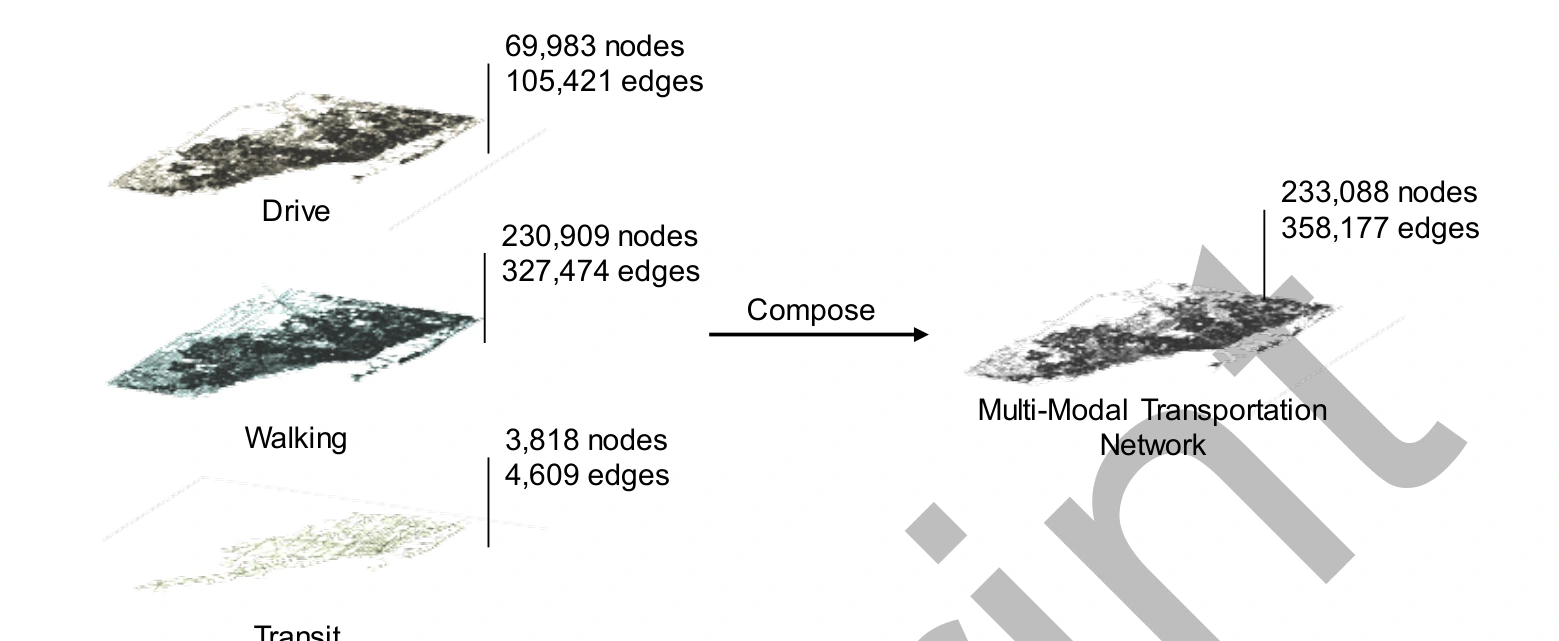 69,983 nodes
105,421 edges
Drive
230,909 nodes
327,474 edges
Walking
3,818 nodes
4,609 edges
Transit
Compose
233,088 nodes
358,177 edges
Multi-Modal Transportation
Network